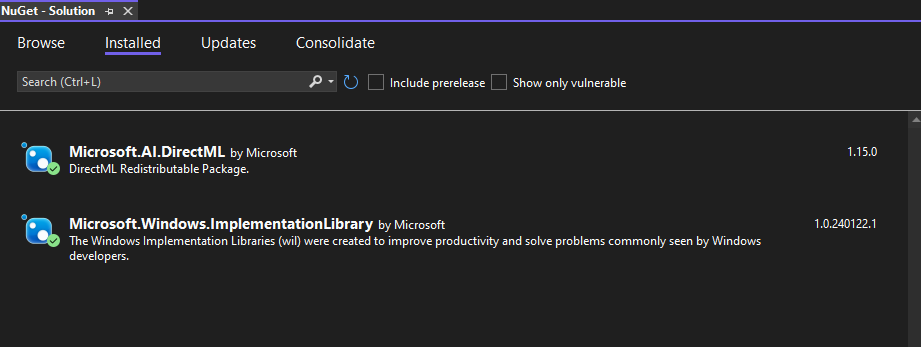 NuGet - Solution
Browse Installed Updates Consolidate
Search (Ctrl+L) Include prerelease Show only vulnerable
Microsoft.AI.DirectML by Microsoft 1.15.0
DirectML Redistributable Package.
Microsoft.Windows.ImplementationLibrary by Microsoft 1.0.240122.1
The Windows Implementation Libraries (wil) were created to improve productivity and solve problems commonly seen by Windows
developers.